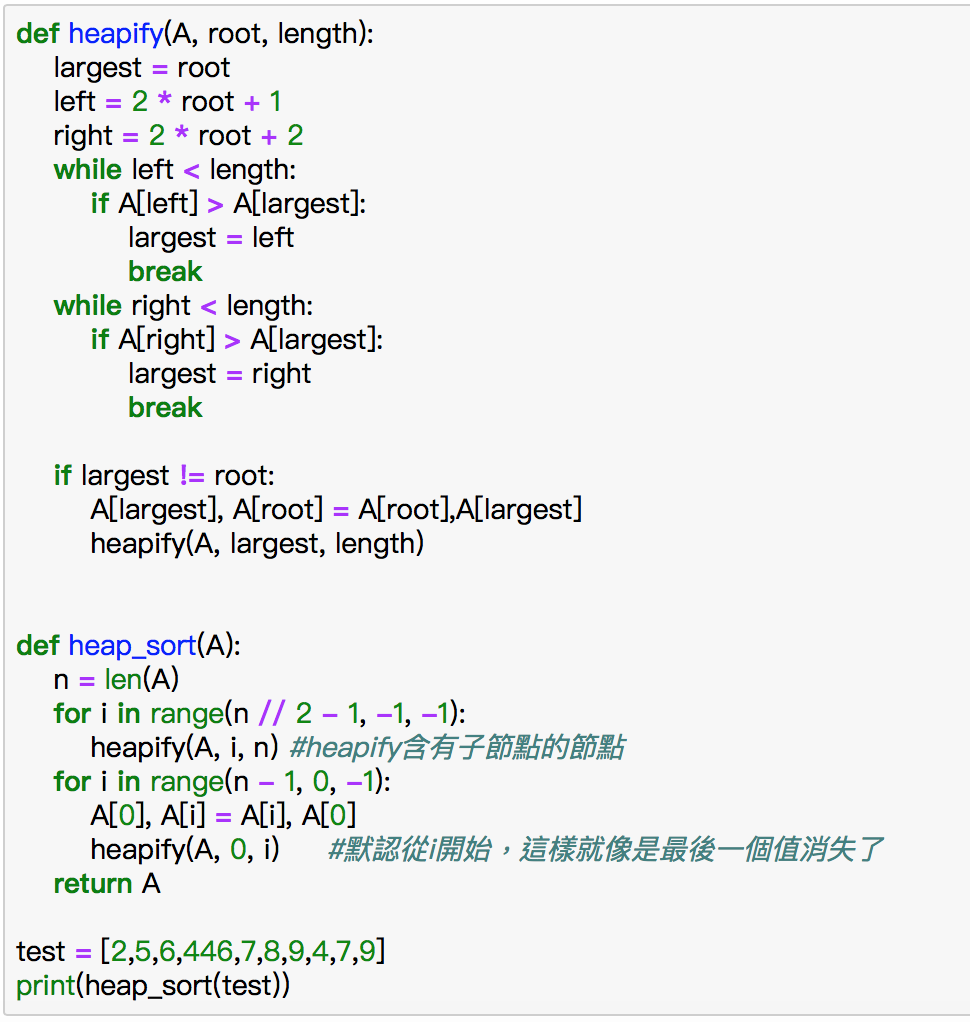 def heapify(A, root, length):
    largest = root
    left = 2 * root + 1
    right = 2 * root + 2
    while left < length:
        if A[left] > A[largest]:
            largest = left
            break
    while right < length:
        if A[right] > A[largest]:
            largest = right
            break
    if largest != root:
        A[largest], A[root] = A[root],A[largest]
        heapify(A, largest, length)
def heap_sort(A):
    n = len(A)
    for i in range(n // 2 - 1, -1, -1):
        heapify(A, i, n) #heapify含有子節點的節點
    for i in range(n - 1, 0, -1):
        A[0], A[i] = A[i], A[0]
        heapify(A, 0, i)     #默認從i開始，這樣就像是最後一個值消失了
    return A
test = [2,5,6,446,7,8,9,4,7,9]
print(heap_sort(test))